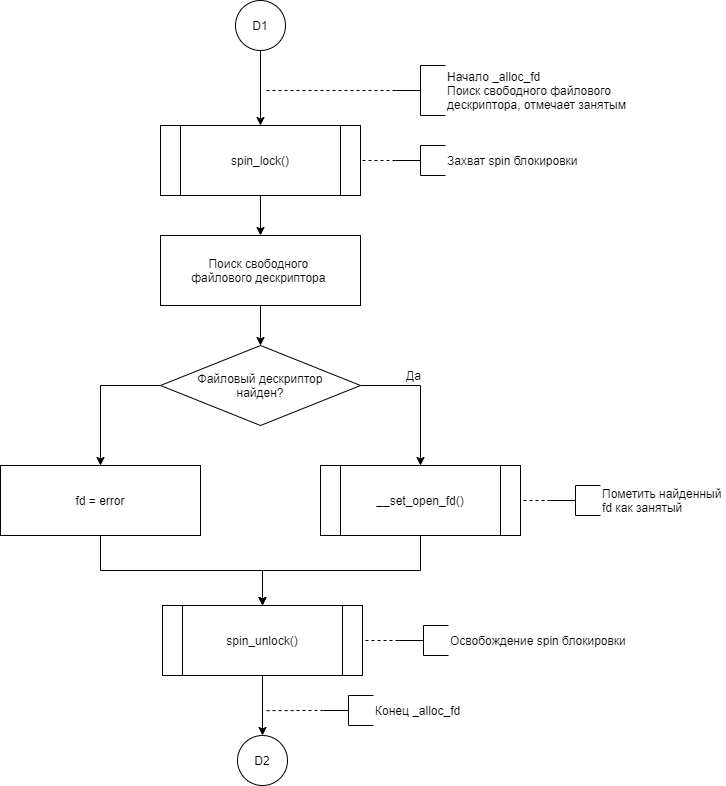 D1
Начало _alloc_fd
Поиск свободного файлового
дескриптора, отмечает занятым
spin_lock()
Захват spin блокировки
Поиск свободного
файлового дескриптора
Файловый дескриптор
найден?
Да
fd = error
__set_open_fd()
Пометить найденный
fd как занятый
spin_unlock()
Освобождение spin блокировки
Конец _alloc_fd
D2